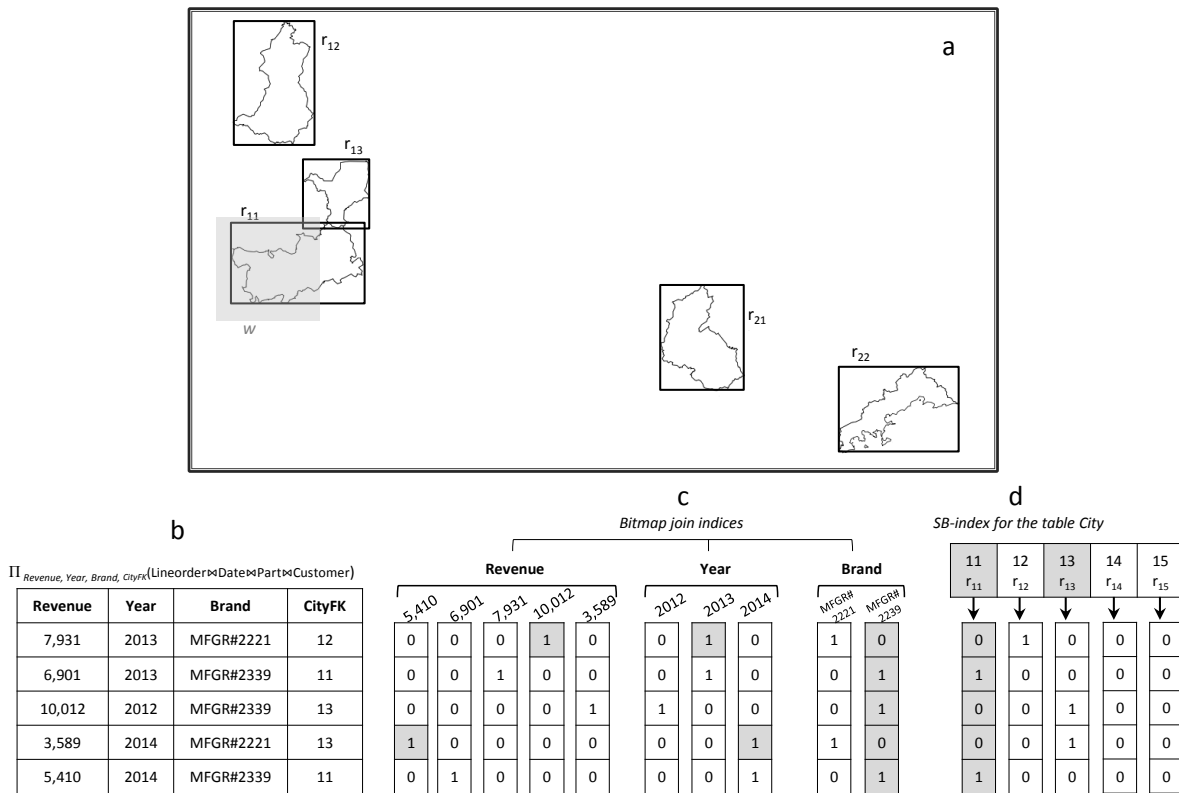 a
r12
r13
r11
w
r21
r22
b
c
d
Bitmap join indices
SB-index for the table City
Π Revenue, Year, Brand, CityFK(Lineorder⋈Date⋈Part⋈Customer)
Revenue Year Brand CityFK
7,931 2013 MFGR#2221 12
6,901 2013 MFGR#2339 11
10,012 2012 MFGR#2339 13
3,589 2014 MFGR#2221 13
5,410 2014 MFGR#2339 11
Revenue Year Brand
5,410 6,901 7,931 10,012 3,589 2012 2013 2014 MFGR# 2221 MFGR# 2239
0 0 0 1 0 0 1 0 1 0
0 0 1 0 0 0 1 0 0 1
0 0 0 0 1 1 0 0 0 1
1 0 0 0 0 0 0 1 1 0
0 1 0 0 0 0 0 1 0 1
11 12 13 14 15
r11 r12 r13 r14 r15
0 1 0 0 0
1 0 0 0 0
0 0 1 0 0
0 0 1 0 0
1 0 0 0 0